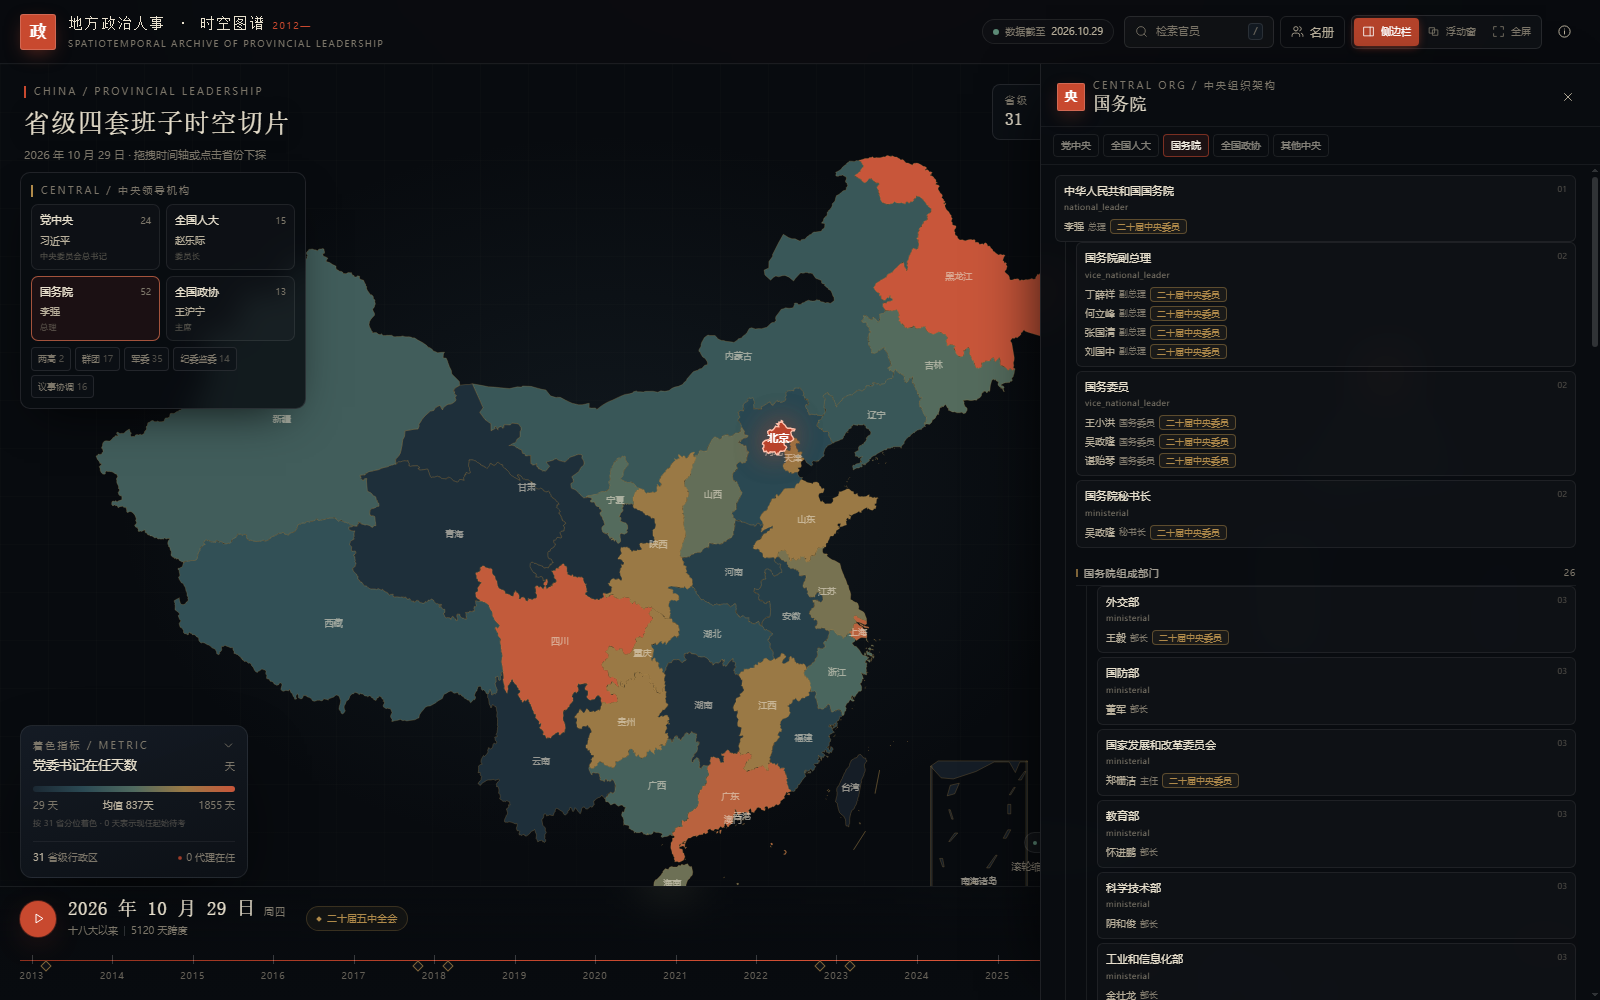 政
地方政治人事 · 时空图谱 2012—
SPATIOTEMPORAL ARCHIVE OF PROVINCIAL LEADERSHIP
数据截至 2026.10.29
检索官员 /
名册
侧边栏
浮动窗
全屏
CHINA / PROVINCIAL LEADERSHIP
省级四套班子时空切片
2026 年 10 月 29 日 · 拖拽时间轴或点击省份下探
省级
31
CENTRAL / 中央领导机构
党中央 24
习近平
中央委员会总书记
全国人大 15
赵乐际
委员长
国务院 52
李强
总理
全国政协 13
王沪宁
主席
两高 2
群团 17
军委 35
纪委监委 14
议事协调 16
黑龙江
内蒙古
吉林
辽宁
新疆
北京
天津
甘肃
宁夏
山西
山东
青海
陕西
河南
江苏
安徽
西藏
四川
湖北
上海
重庆
浙江
湖南
江西
贵州
福建
云南
广西
广东
台湾
香港
澳门
海南
南海诸岛
滚轮缩
着色指标 / METRIC
党委书记在任天数 天
29 天 均值 837天 1855 天
按 31 省分位着色 · 0 天表示现任起始待考
31 省级行政区
0 代理在任
2026 年 10 月 29 日 周四
十八大以来 | 5120 天跨度
二十届五中全会
2013 2014 2015 2016 2017 2018 2019 2020 2021 2022 2023 2024 2025
央
CENTRAL ORG / 中央组织架构
国务院
党中央
全国人大
国务院
全国政协
其他中央
中华人民共和国国务院 01
national_leader
李强 总理 二十届中央委员
国务院副总理 02
vice_national_leader
丁薛祥 副总理 二十届中央委员
何立峰 副总理 二十届中央委员
张国清 副总理 二十届中央委员
刘国中 副总理 二十届中央委员
国务委员 02
vice_national_leader
王小洪 国务委员 二十届中央委员
吴政隆 国务委员 二十届中央委员
谌贻琴 国务委员 二十届中央委员
国务院秘书长 02
ministerial
吴政隆 秘书长 二十届中央委员
国务院组成部门 26
外交部 03
ministerial
王毅 部长 二十届中央委员
国防部 03
ministerial
董军 部长
国家发展和改革委员会 03
ministerial
郑栅洁 主任 二十届中央委员
教育部 03
ministerial
怀进鹏 部长
科学技术部 03
ministerial
阴和俊 部长
工业和信息化部 03
ministerial
金壮龙 部长